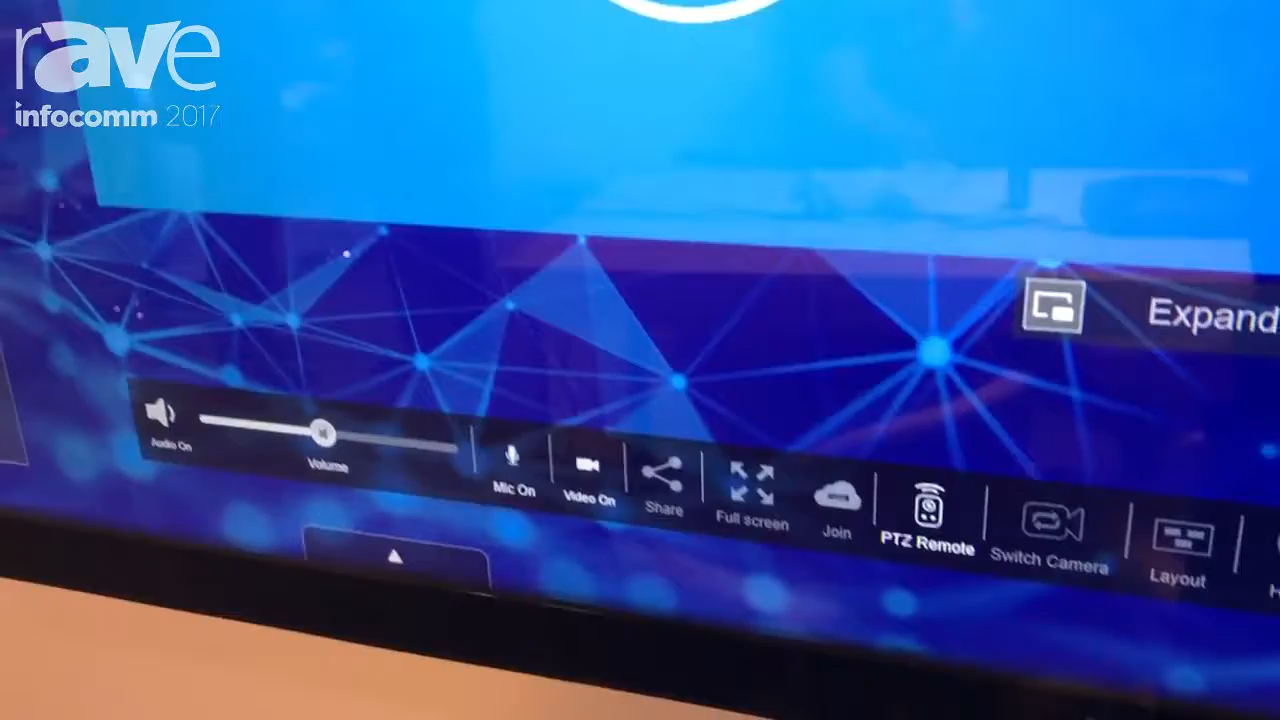 rAVe
infocomm 2017
Expand
Audio On
Volume
Mic On
Video On
Share
Full screen
Join
PTZ Remote
Switch Camera
Layout
H